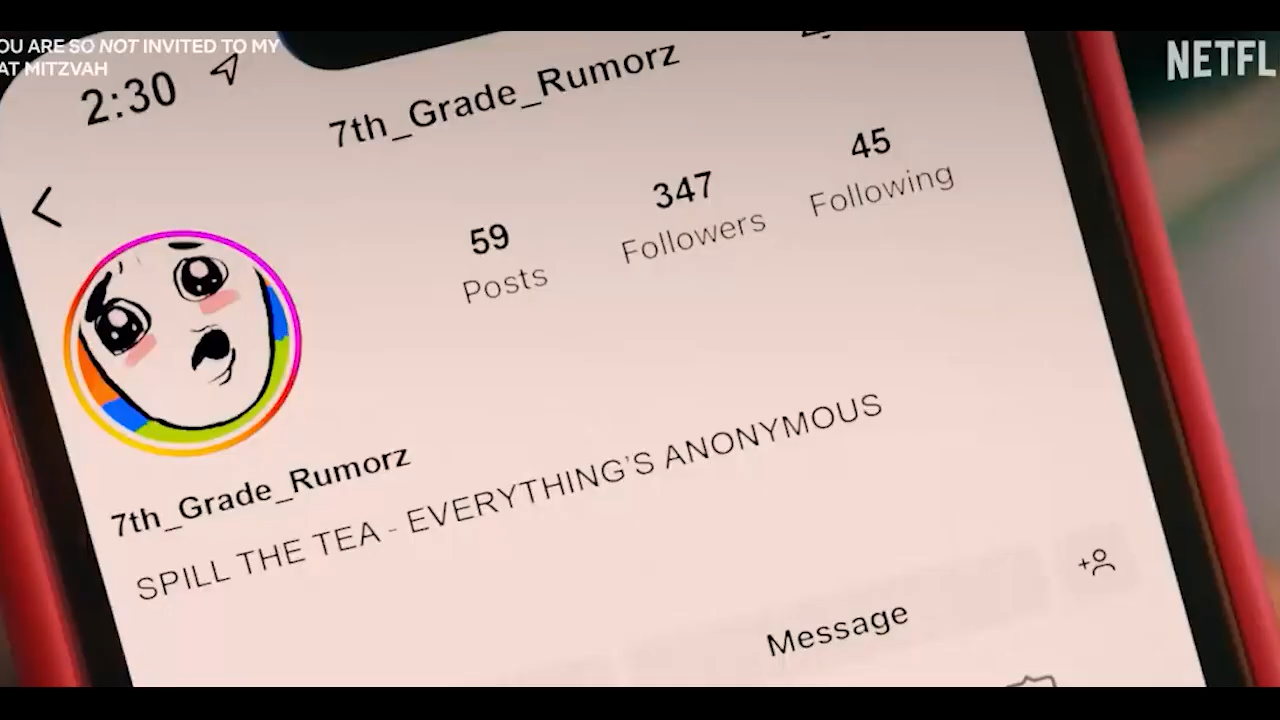 OU ARE SO NOT INVITED TO MY
AT MITZVAH
NETFL
2:30
7th_Grade_Rumorz
59
Posts
347
Followers
45
Following
7th_Grade_Rumorz
SPILL THE TEA - EVERYTHING'S ANONYMOUS
Message